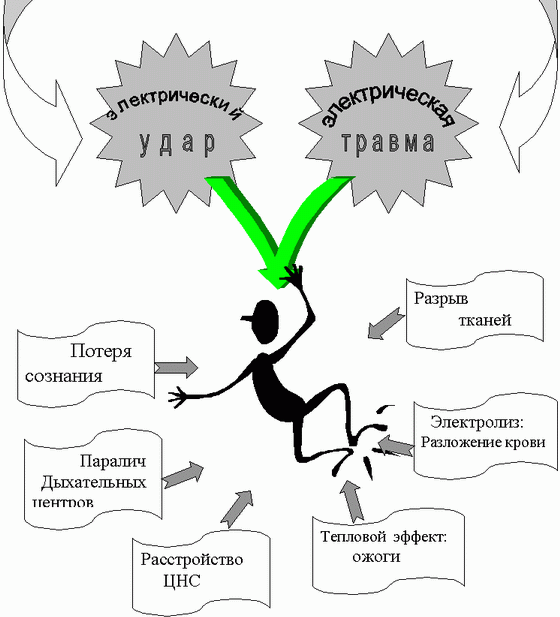 электрический
удар
электрическая
травма
Разрыв
тканей
Потеря
сознания
Электролиз:
Разложение крови
Паралич
Дыхательных
центров
Тепловой эффект:
ожоги
Расстройство
ЦНС